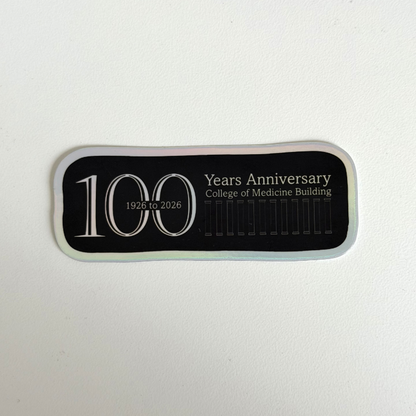 100
1926 to 2026
Years Anniversary
College of Medicine Building